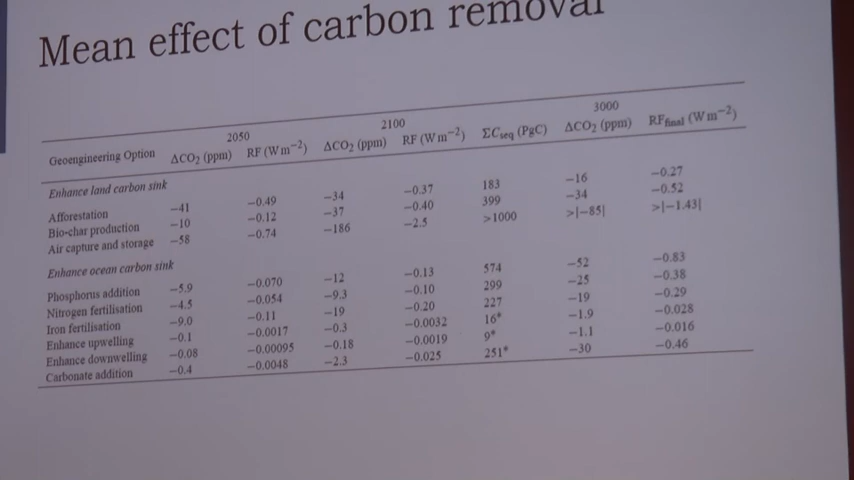 Mean effect of carbon removal
2050 2100 3000
Geoengineering Option ΔCO₂ (ppm) RF (W m⁻²) ΔCO₂ (ppm) RF (W m⁻²) ΣC_seq (PgC) ΔCO₂ (ppm) RF_final (W m⁻²)
Enhance land carbon sink
Afforestation −41 −0.49 −34 −0.37 183 −16 −0.27
Bio-char production −10 −0.12 −37 −0.40 399 −34 −0.52
Air capture and storage −58 −0.74 −186 −2.5 >1000 >|−85| >|−1.43|
Enhance ocean carbon sink
Phosphorus addition −5.9 −0.070 −12 −0.13 574 −52 −0.83
Nitrogen fertilisation −4.5 −0.054 −9.3 −0.10 299 −25 −0.38
Iron fertilisation −9.0 −0.11 −19 −0.20 227 −19 −0.29
Enhance upwelling −0.1 −0.0017 −0.3 −0.0032 16* −1.9 −0.028
Enhance downwelling −0.08 −0.00095 −0.18 −0.0019 9* −1.1 −0.016
Carbonate addition −0.4 −0.0048 −2.3 −0.025 251* −30 −0.46